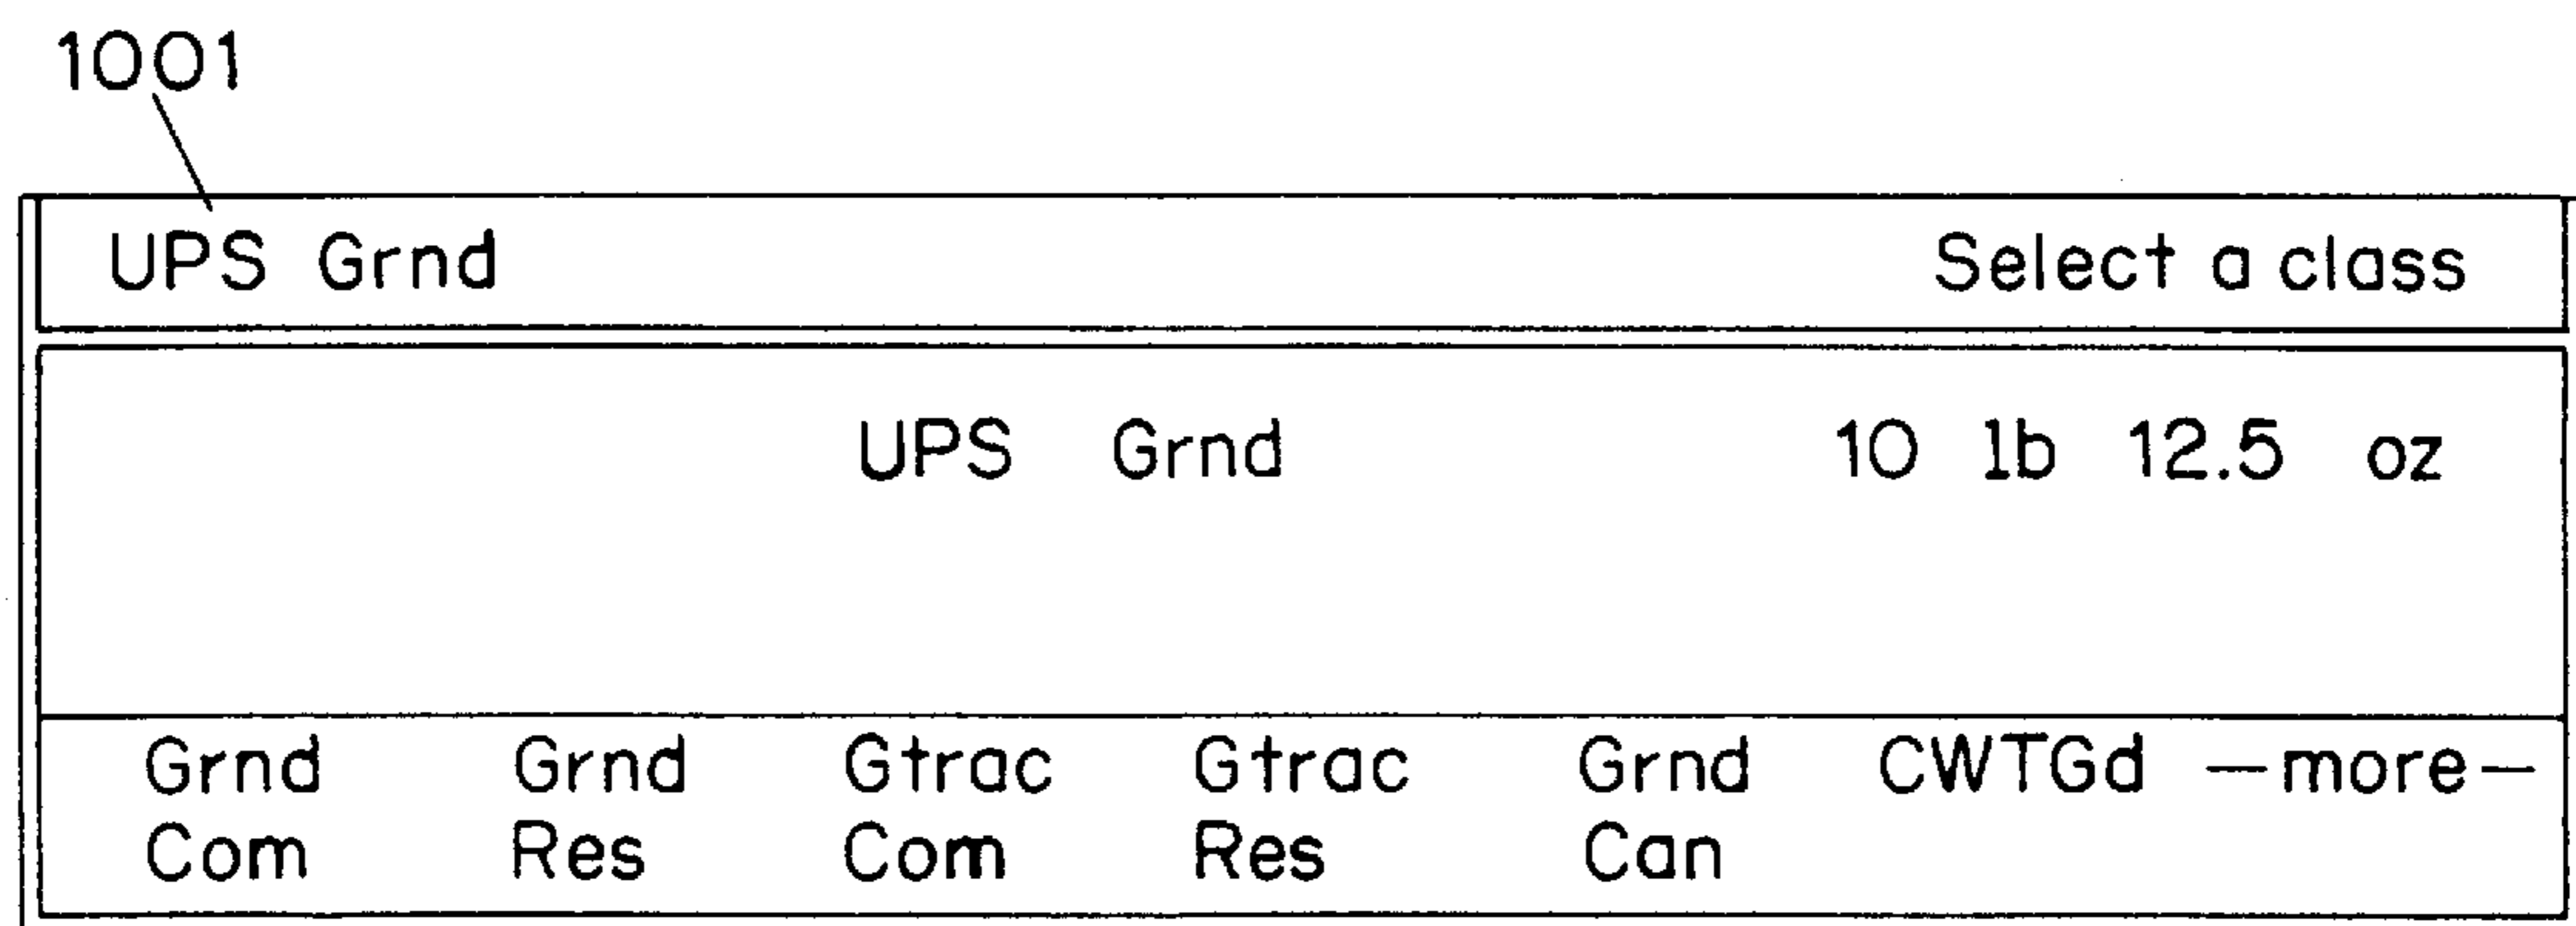 1001
UPS Grnd Select a class
UPS Grnd 10 lb 12.5 oz
Grnd Grnd Gtrac Gtrac Grnd CWTGd —more—
Com Res Com Res Can